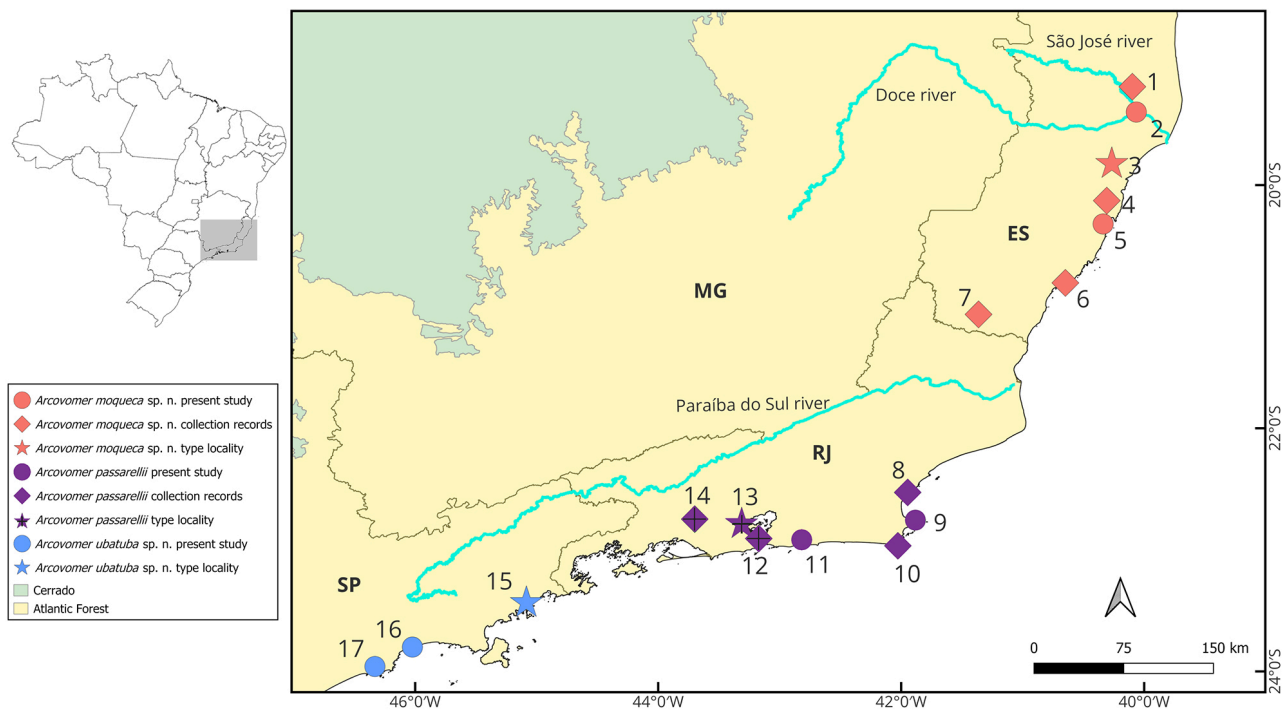 São José river
1
Doce river
2
3
20°0'S
4
ES
5
MG
7
6
Arcovomer moqueca sp. n. present study
Arcovomer moqueca sp. n. collection records
Arcovomer moqueca sp. n. type locality
Arcovomer passarellii present study
Arcovomer passarellii collection records
Arcovomer passarellii type locality
Arcovomer ubatuba sp. n. present study
Arcovomer ubatuba sp. n. type locality
Cerrado
Atlantic Forest
Paraíba do Sul river
22°0'S
RJ
8
14
13
9
12
11
10
SP
15
16
17
0 75 150 km
24°0'S
46°0'W 44°0'W 42°0'W 40°0'W